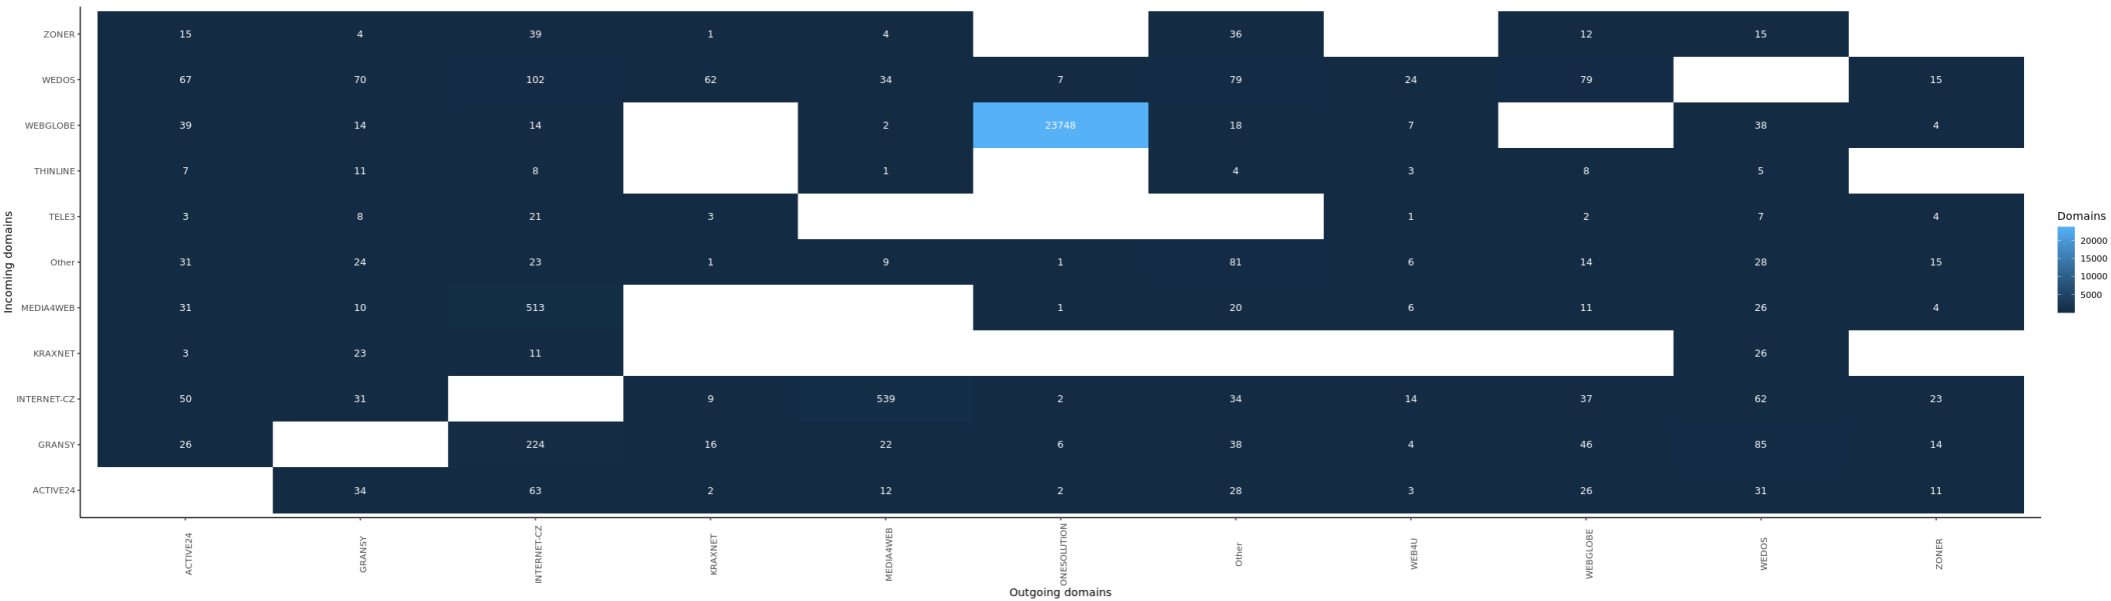 ZONER 15 4 39 1 4 36 12 15
WEDOS 67 70 102 62 34 7 79 24 79 15
WEBGLOBE 39 14 14 2 23748 18 7 38 4
THINLINE 7 11 8 1 4 3 8 5
TELE3 3 8 21 3 1 2 7 4
Other 31 24 23 1 9 1 81 6 14 28 15
MEDIA4WEB 31 10 513 1 20 6 11 26 4
KRAXNET 3 23 11 26
INTERNET-CZ 50 31 9 539 2 34 14 37 62 23
GRANSY 26 224 16 22 6 38 4 46 85 14
ACTIVE24 34 63 2 12 2 28 3 26 31 11
Incoming domains
ACTIVE24 GRANSY INTERNET-CZ KRAXNET MEDIA4WEB ONESOLUTION Other WEB4U WEBGLOBE WEDOS ZONER
Outgoing domains
Domains
20000
15000
10000
5000